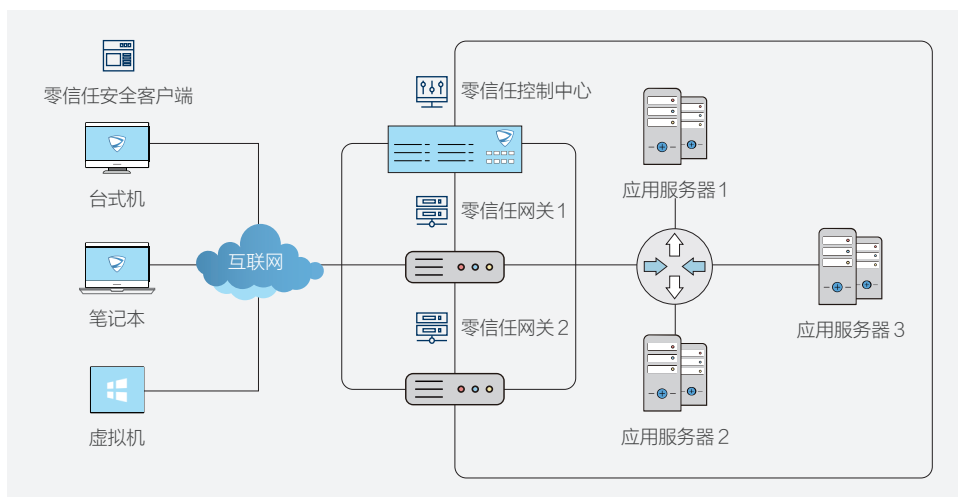 零信任安全客户端
台式机
笔记本
虚拟机
互联网
零信任控制中心
零信任网关1
零信任网关2
应用服务器1
应用服务器3
应用服务器2